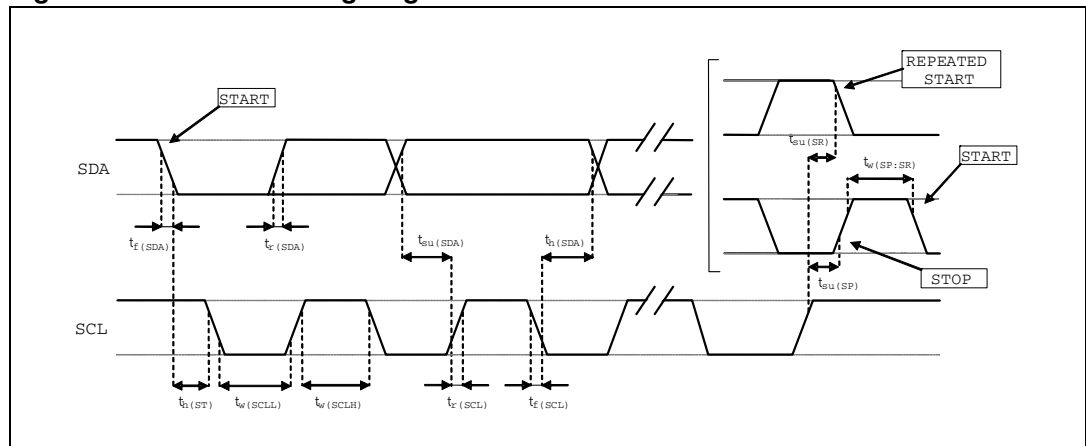 REPEATED
START
START
tsu(SR)
START
SDA
tw(SP:SR)
tf(SDA)
tr(SDA)
tsu(SDA)
th(SDA)
STOP
tsu(SP)
SCL
th(ST)
tw(SCLL)
tw(SCLH)
tr(SCL)
tf(SCL)